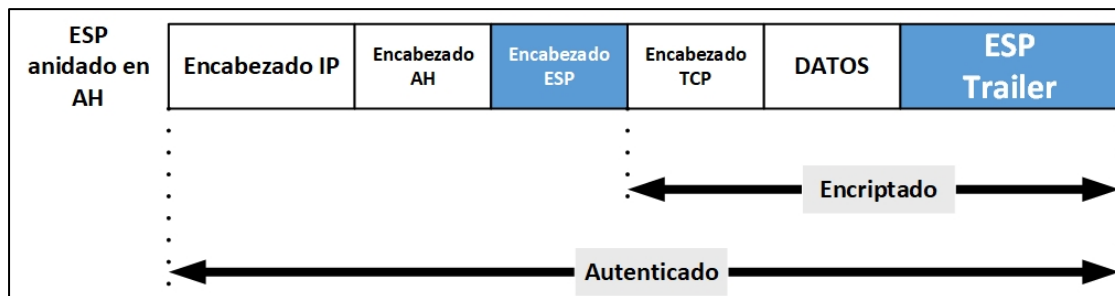 ESP
anidado en
AH
Encabezado IP
Encabezado
AH
Encabezado
ESP
Encabezado
TCP
DATOS
ESP
Trailer
Encriptado
Autenticado